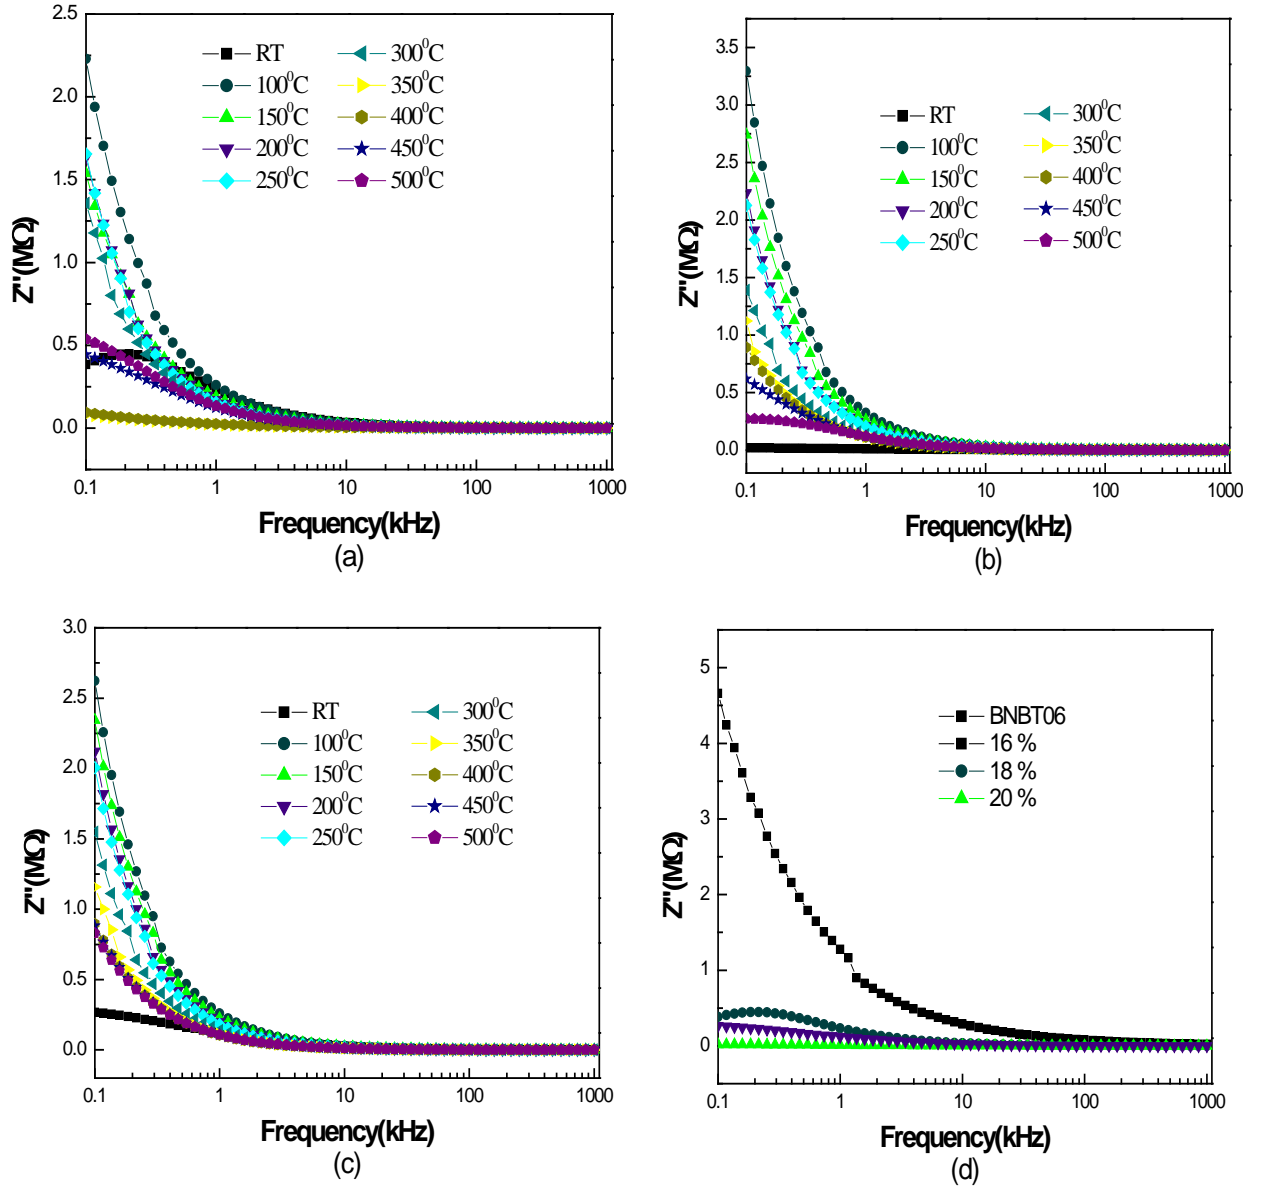 2.5
2.0
1.5
1.0
0.5
0.0
Z''(MΩ)
RT
100⁰C
150⁰C
200⁰C
250⁰C
300⁰C
350⁰C
400⁰C
450⁰C
500⁰C
0.1 1 10 100 1000
Frequency(kHz)
(a)
3.5
3.0
2.5
2.0
1.5
1.0
0.5
0.0
Z''(MΩ)
RT
100⁰C
150⁰C
200⁰C
250⁰C
300⁰C
350⁰C
400⁰C
450⁰C
500⁰C
0.1 1 10 100 1000
Frequency(kHz)
(b)
3.0
2.5
2.0
1.5
1.0
0.5
0.0
Z''(MΩ)
RT
100⁰C
150⁰C
200⁰C
250⁰C
300⁰C
350⁰C
400⁰C
450⁰C
500⁰C
0.1 1 10 100 1000
Frequency(kHz)
(c)
5
4
3
2
1
0
Z''(MΩ)
BNBT06
16 %
18 %
20 %
0.1 1 10 100 1000
Frequency(kHz)
(d)